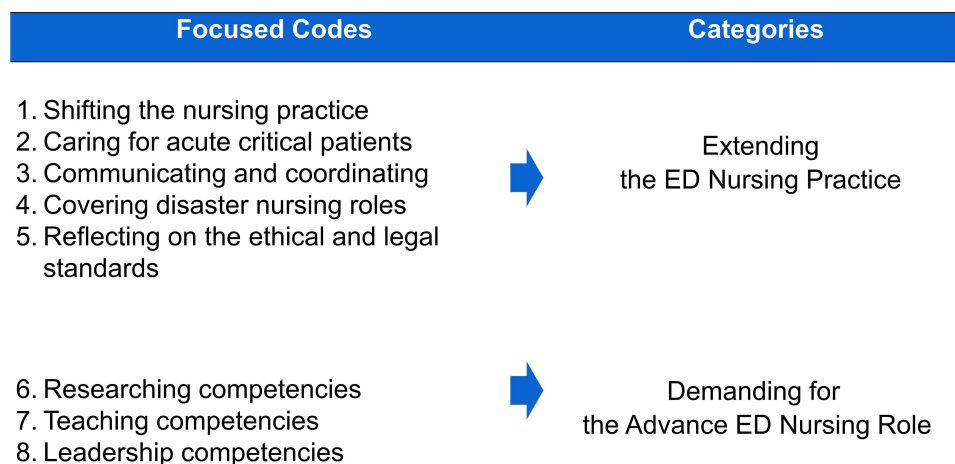 Focused Codes
Categories
1. Shifting the nursing practice
2. Caring for acute critical patients
3. Communicating and coordinating
4. Covering disaster nursing roles
5. Reflecting on the ethical and legal
standards
Extending
the ED Nursing Practice
6. Researching competencies
7. Teaching competencies
8. Leadership competencies
Demanding for
the Advance ED Nursing Role